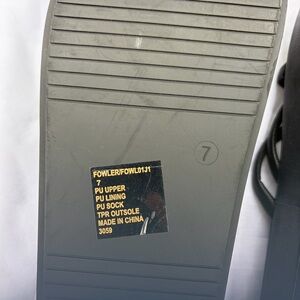 FOWLER/FOWL01J1
7
PU UPPER
PU LINING
PU SOCK
TPR OUTSOLE
MADE IN CHINA
3059
7